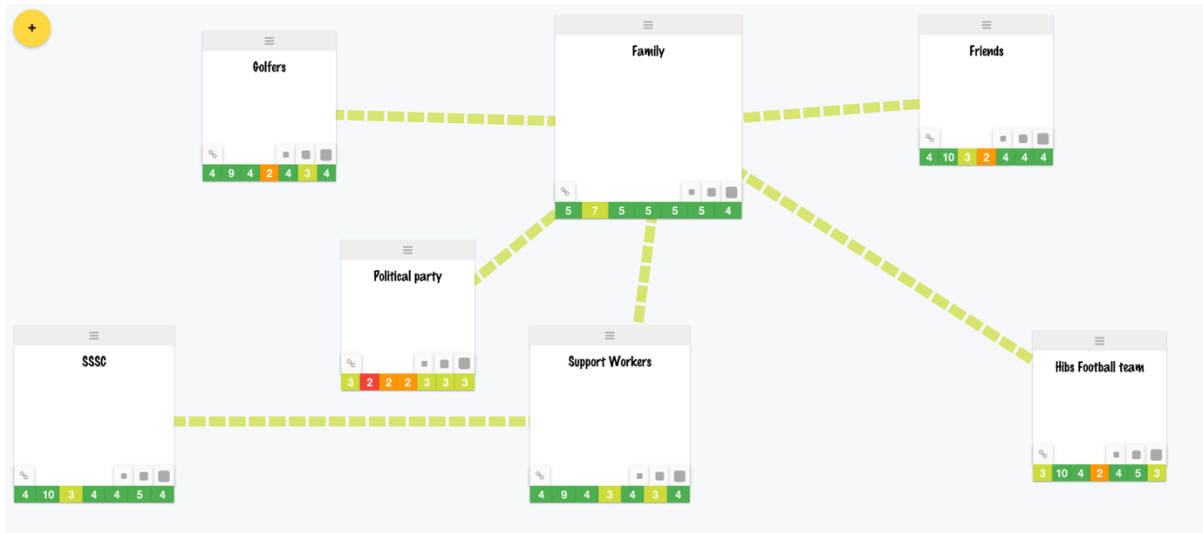 +
Golfers
4 9 4 2 4 3 4
Family
5 7 5 5 5 5 4
Friends
4 10 3 2 4 4 4
Political party
3 2 2 2 3 3 3
SSSC
4 10 3 4 4 5 4
Support Workers
4 9 4 3 4 3 4
Hibs Football team
3 10 4 2 4 5 3